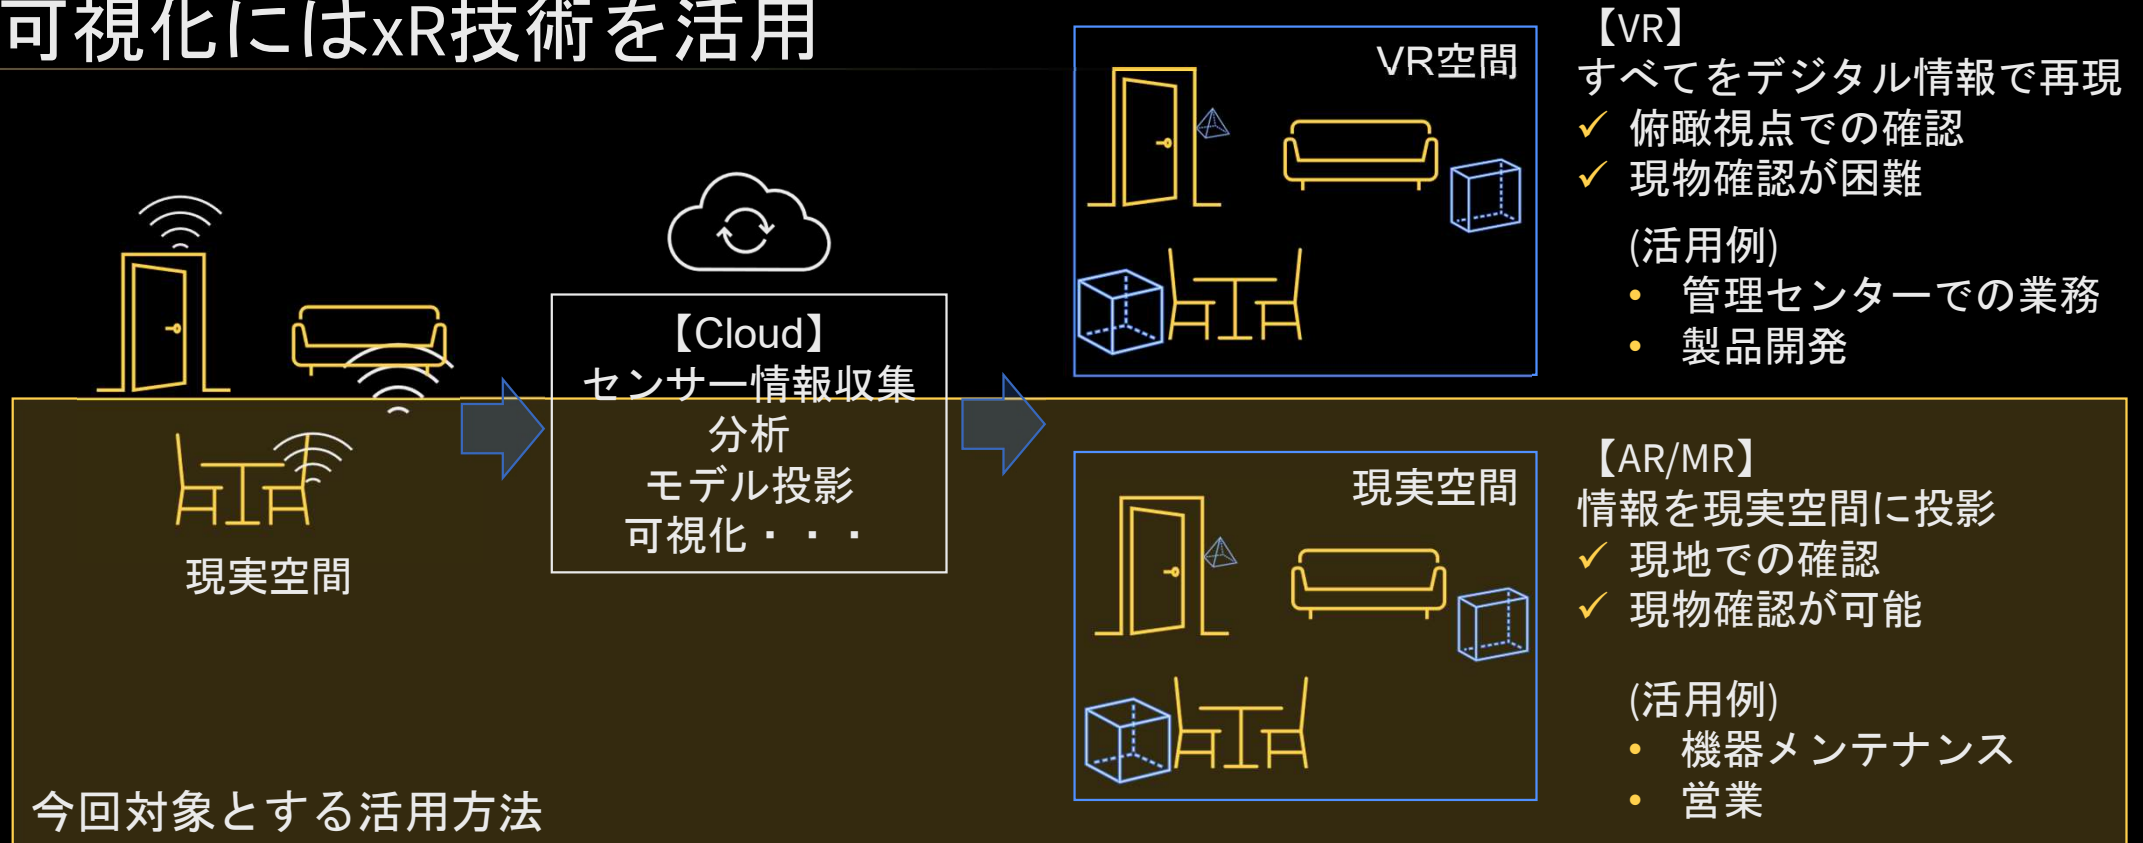 可視化にはxR技術を活用
現実空間
【Cloud】
センサー情報収集
分析
モデル投影
可視化・・・
VR空間
【VR】
すべてをデジタル情報で再現
✓ 俯瞰視点での確認
✓ 現物確認が困難
(活用例)
• 管理センターでの業務
• 製品開発
現実空間
【AR/MR】
情報を現実空間に投影
✓ 現地での確認
✓ 現物確認が可能
(活用例)
• 機器メンテナンス
• 営業
今回対象とする活用方法